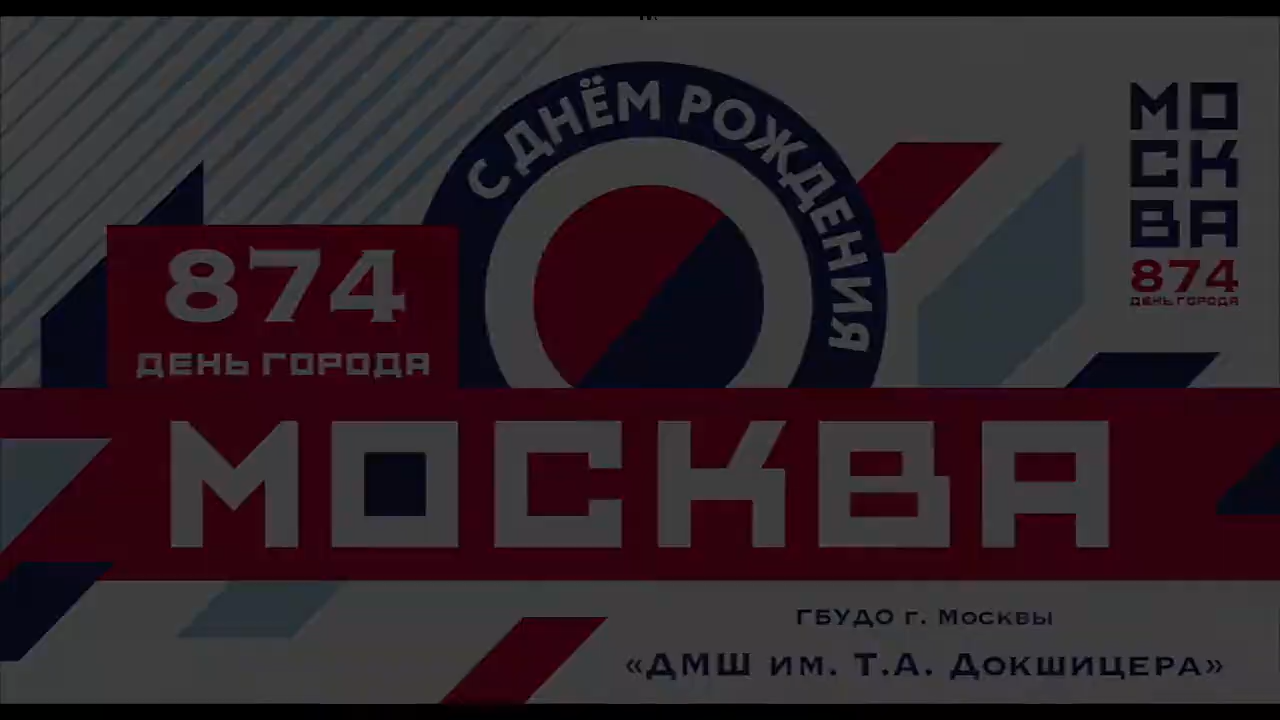 С ДНЁМ РОЖДЕНИЯ
МО
СК
ВА
874
ДЕНЬ ГОРОДА
874
ДЕНЬ ГОРОДА
МОСКВА
ГБУДО г. Москвы
«ДМШ им. Т.А. Докшицера»